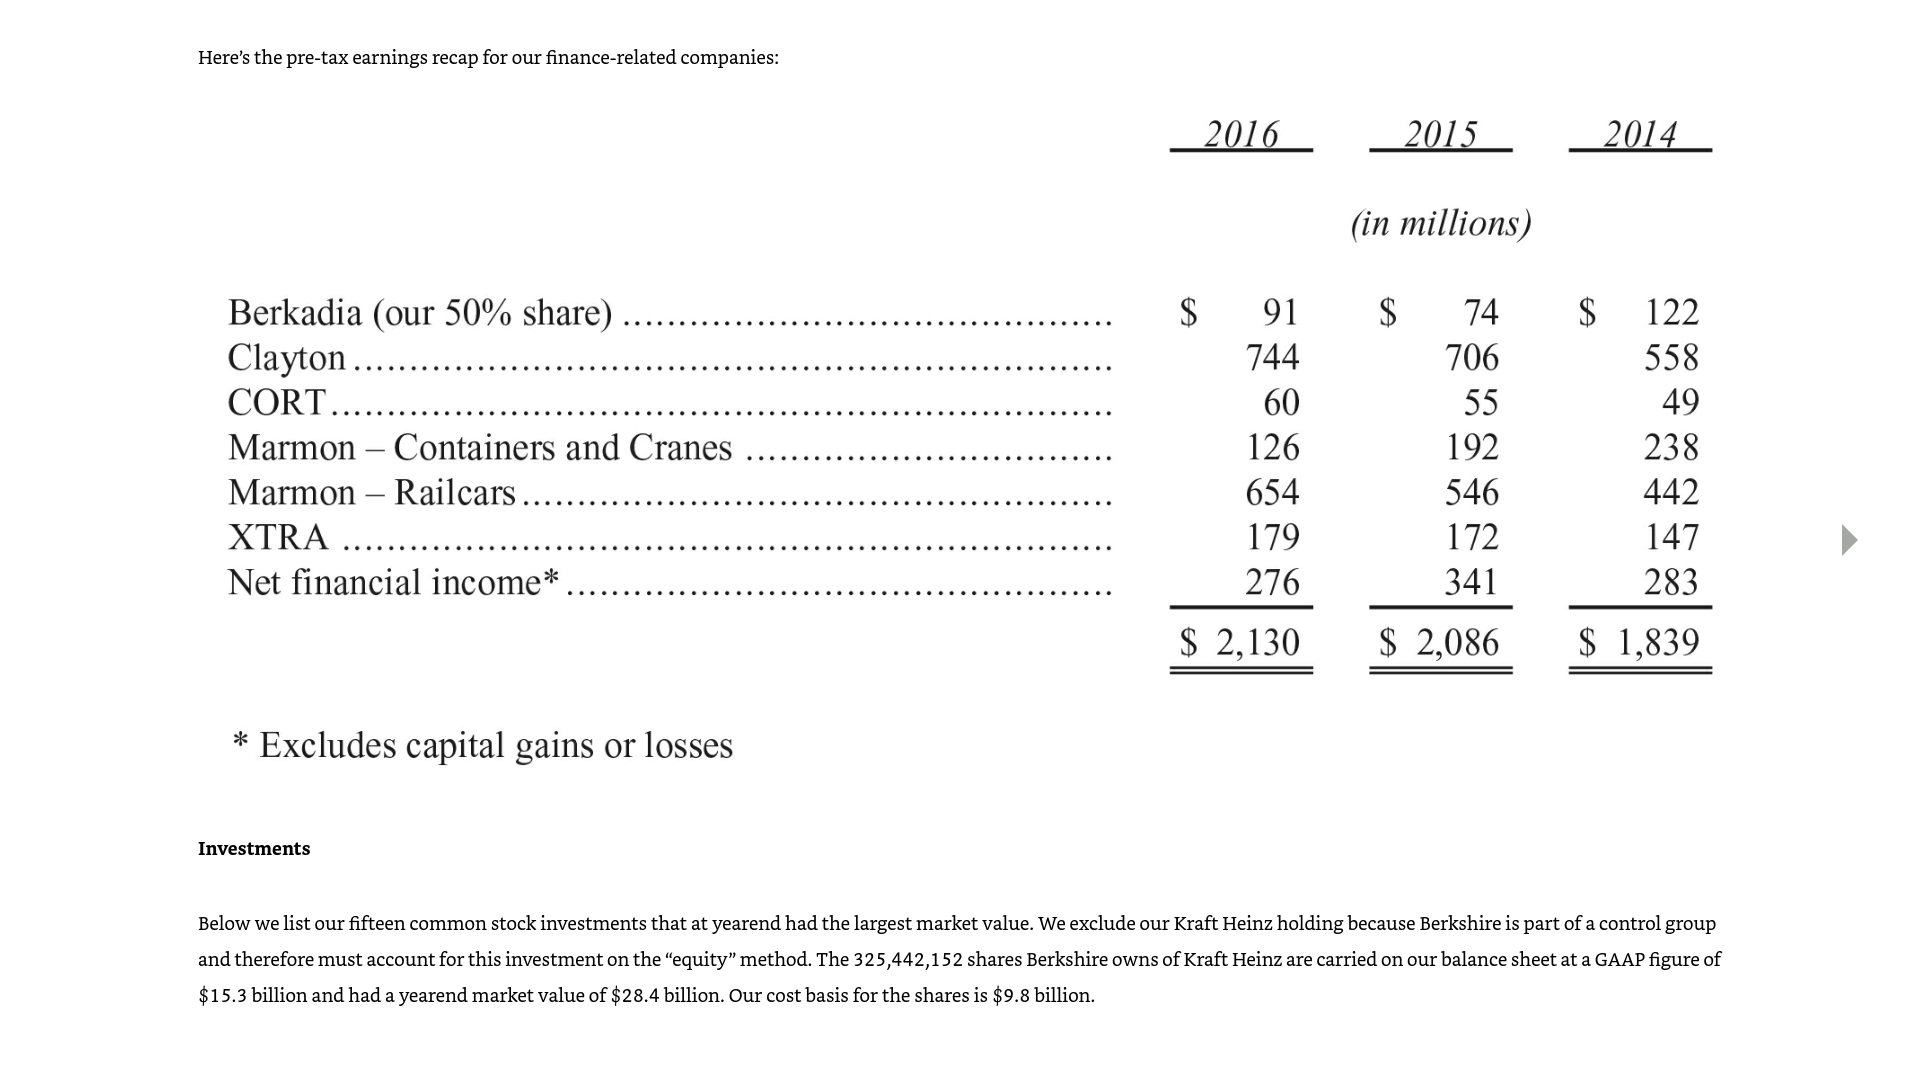 Here’s the pre-tax earnings recap for our finance-related companies:
2016 2015 2014
(in millions)
Berkadia (our 50% share) ............................................ $ 91 $ 74 $ 122
Clayton .................................................................... 744 706 558
CORT...................................................................... 60 55 49
Marmon – Containers and Cranes ................................. 126 192 238
Marmon – Railcars ..................................................... 654 546 442
XTRA ..................................................................... 179 172 147
Net financial income* ................................................. 276 341 283
$ 2,130 $ 2,086 $ 1,839
* Excludes capital gains or losses
Investments
Below we list our fifteen common stock investments that at yearend had the largest market value. We exclude our Kraft Heinz holding because Berkshire is part of a control group
and therefore must account for this investment on the “equity” method. The 325,442,152 shares Berkshire owns of Kraft Heinz are carried on our balance sheet at a GAAP figure of
$15.3 billion and had a yearend market value of $28.4 billion. Our cost basis for the shares is $9.8 billion.